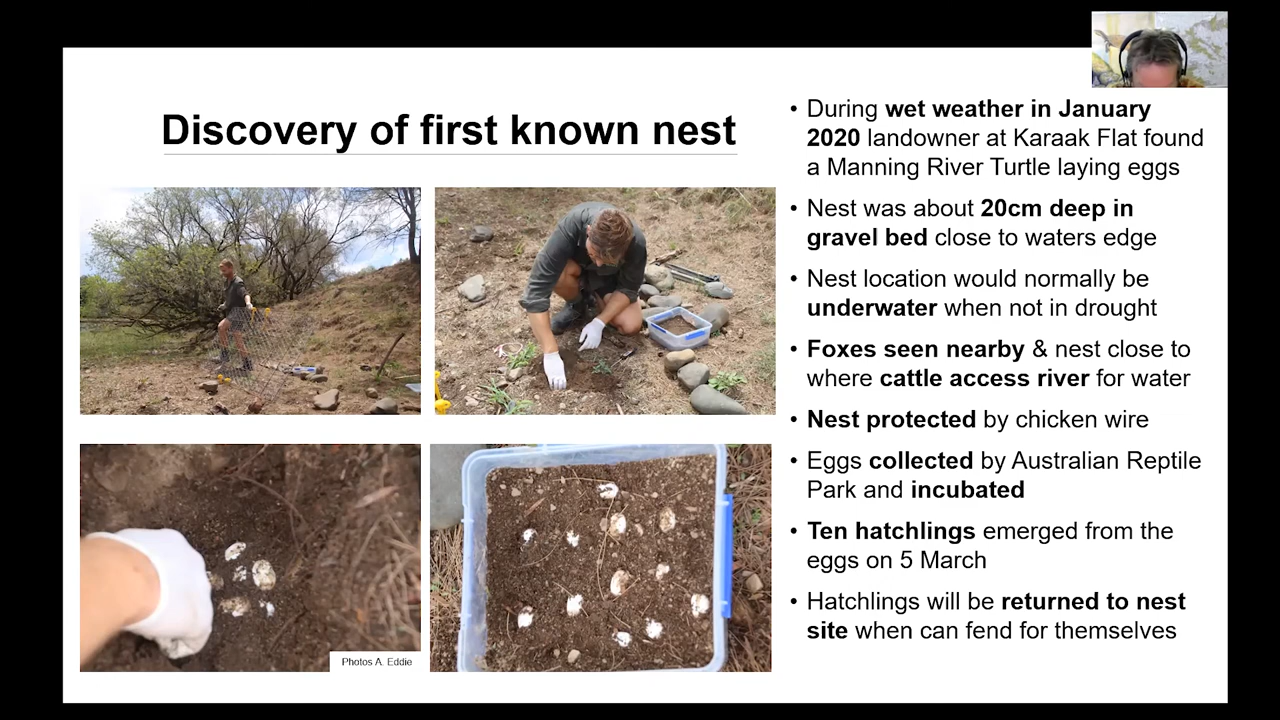 Discovery of first known nest
• During wet weather in January
2020 landowner at Karaak Flat found
a Manning River Turtle laying eggs
• Nest was about 20cm deep in
gravel bed close to waters edge
• Nest location would normally be
underwater when not in drought
• Foxes seen nearby & nest close to
where cattle access river for water
• Nest protected by chicken wire
• Eggs collected by Australian Reptile
Park and incubated
• Ten hatchlings emerged from the
eggs on 5 March
• Hatchlings will be returned to nest
site when can fend for themselves
Photos A. Eddie